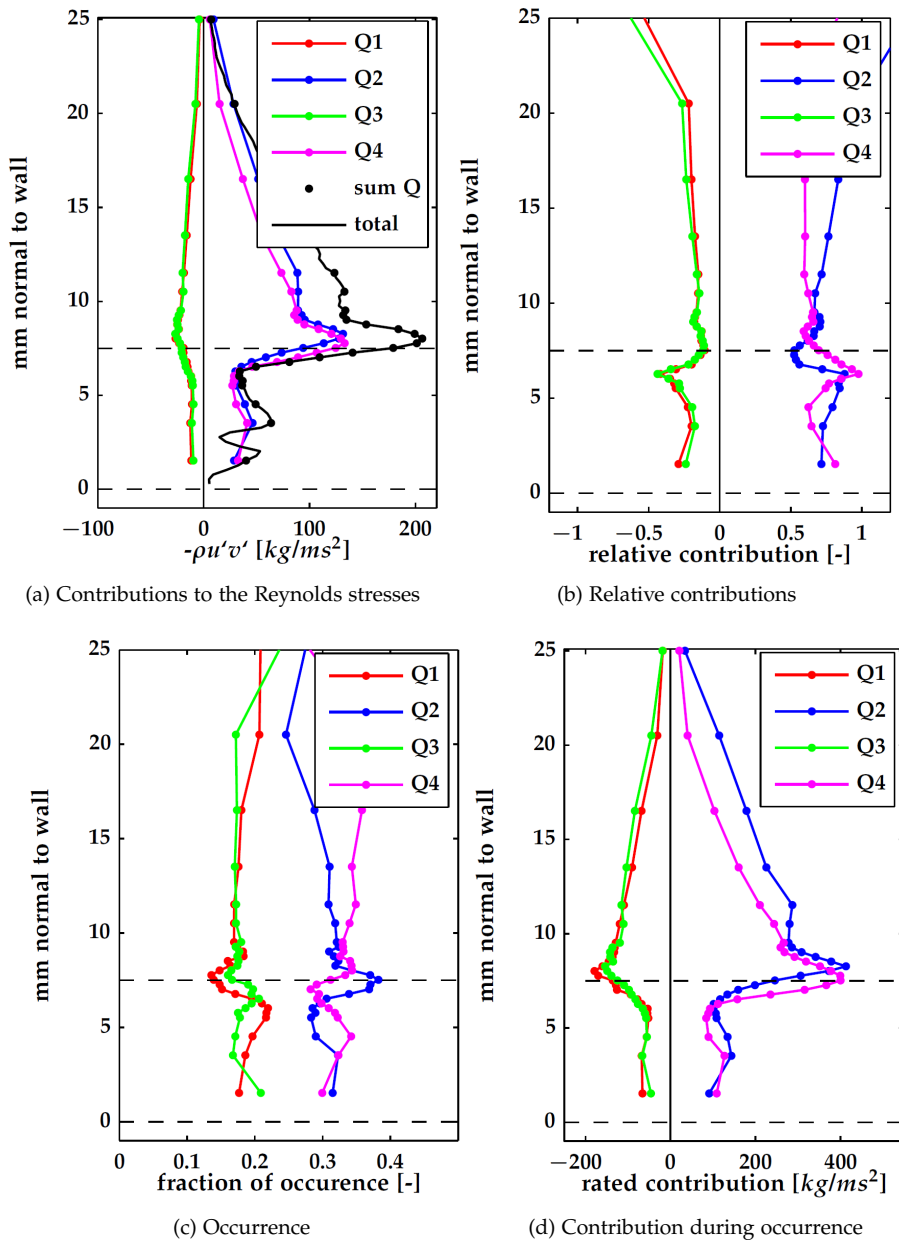 25
20
15
10
5
0
mm normal to wall
Q1
Q2
Q3
Q4
sum Q
total
−100
0
100
200
-ρu‘v‘ [kg/ms²]
(a) Contributions to the Reynolds stresses
25
20
15
10
5
0
mm normal to wall
Q1
Q2
Q3
Q4
−1
−0.5
0
0.5
1
relative contribution [-]
(b) Relative contributions
25
20
15
10
5
0
mm normal to wall
Q1
Q2
Q3
Q4
0
0.1
0.2
0.3
0.4
fraction of occurence [-]
(c) Occurrence
25
20
15
10
5
0
mm normal to wall
Q1
Q2
Q3
Q4
−200
0
200
400
rated contribution [kg/ms²]
(d) Contribution during occurrence